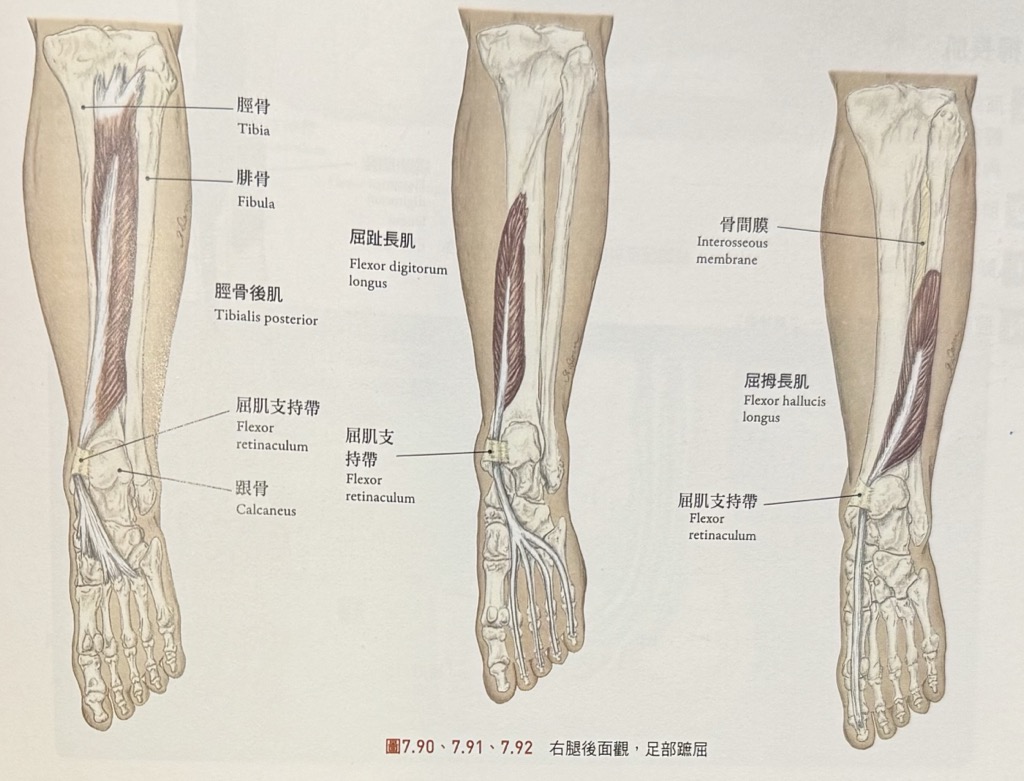 脛骨
Tibia
腓骨
Fibula
脛骨後肌
Tibialis posterior
屈肌支持帶
Flexor
retinaculum
跟骨
Calcaneus
屈趾長肌
Flexor digitorum
longus
屈肌支
持帶
Flexor
retinaculum
骨間膜
Interosseous
membrane
屈拇長肌
Flexor hallucis
longus
屈肌支持帶
Flexor
retinaculum
圖7.90、7.91、7.92 右腿後面觀，足部蹠屈